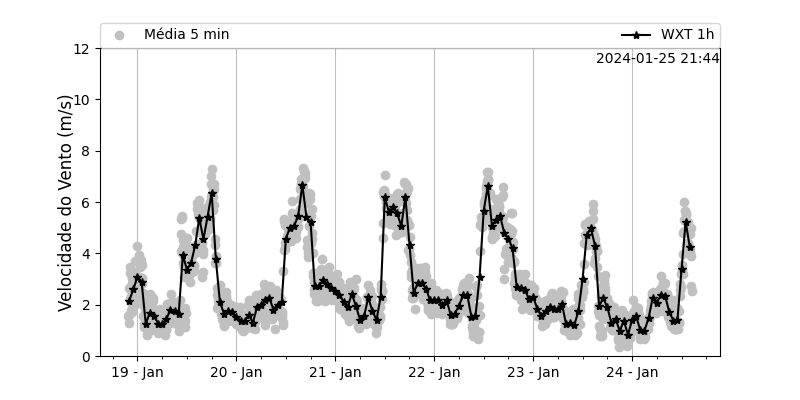 Média 5 min
WXT 1h
2024-01-25 21:44
Velocidade do Vento (m/s)
12
10
8
6
4
2
0
19 - Jan
20 - Jan
21 - Jan
22 - Jan
23 - Jan
24 - Jan